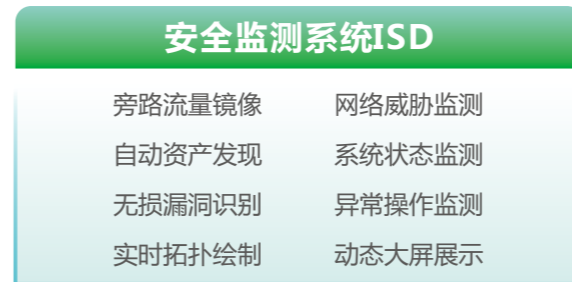 安全监测系统ISD
旁路流量镜像 网络威胁监测
自动资产发现 系统状态监测
无损漏洞识别 异常操作监测
实时拓扑绘制 动态大屏展示